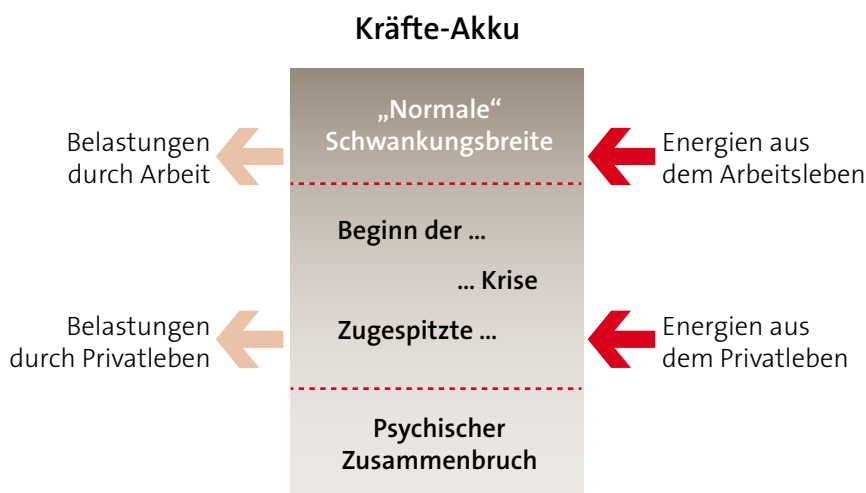 Kräfte-Akku
„Normale“
Schwankungsbreite
Belastungen
durch Arbeit
Energien aus
dem Arbeitsleben
Beginn der ...
... Krise
Zugespitzte ...
Belastungen
durch Privatleben
Energien aus
dem Privatleben
Psychischer
Zusammenbruch